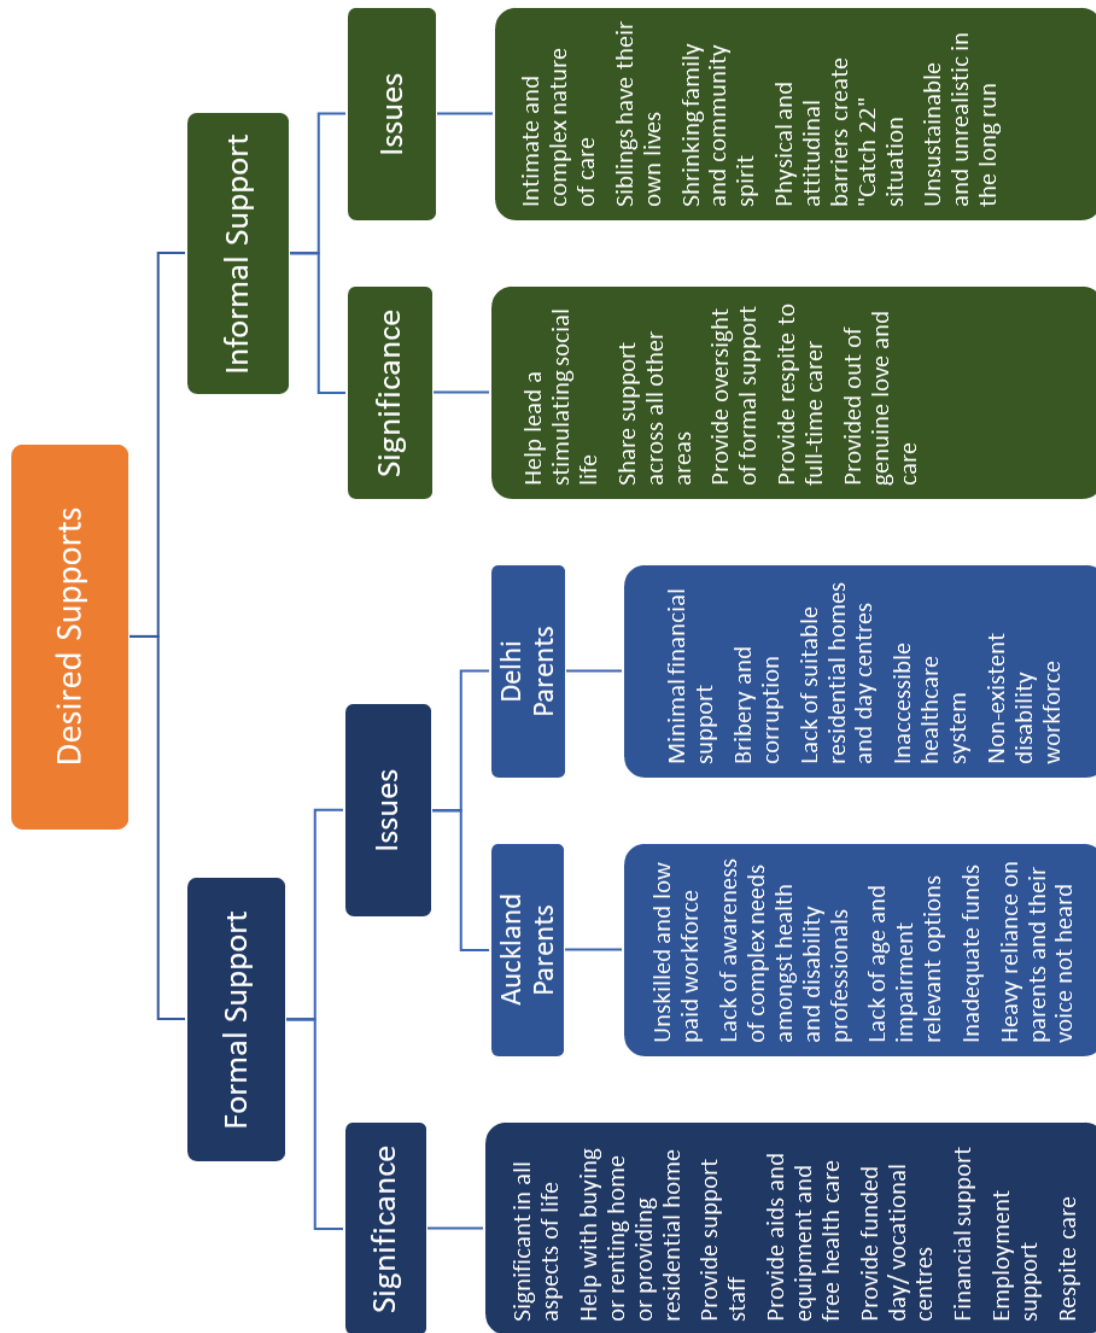 Desired Supports
Formal Support
Significance
Significant in all
aspects of life
Help with buying
or renting home
or providing
residential home
Provide support
staff
Provide aids and
equipment and
free health care
Provide funded
day/ vocational
centres
Financial support
Employment
support
Respite care
Issues
Auckland
Parents
Unskilled and low
paid workforce
Lack of awareness
of complex needs
amongst health
and disability
professionals
Lack of age and
impairment
relevant options
Inadequate funds
Heavy reliance on
parents and their
voice not heard
Delhi
Parents
Minimal financial
support
Bribery and
corruption
Lack of suitable
residential homes
and day centres
Inaccessible
healthcare
system
Non-existent
disability
workforce
Informal Support
Significance
Help lead a
stimulating social
life
Share support
across all other
areas
Provide oversight
of formal support
Provide respite to
full-time carer
Provided out of
genuine love and
care
Issues
Intimate and
complex nature
of care
Siblings have their
own lives
Shrinking family
and community
spirit
Physical and
attitudinal
barriers create
"Catch 22"
situation
Unsustainable
and unrealistic in
the long run